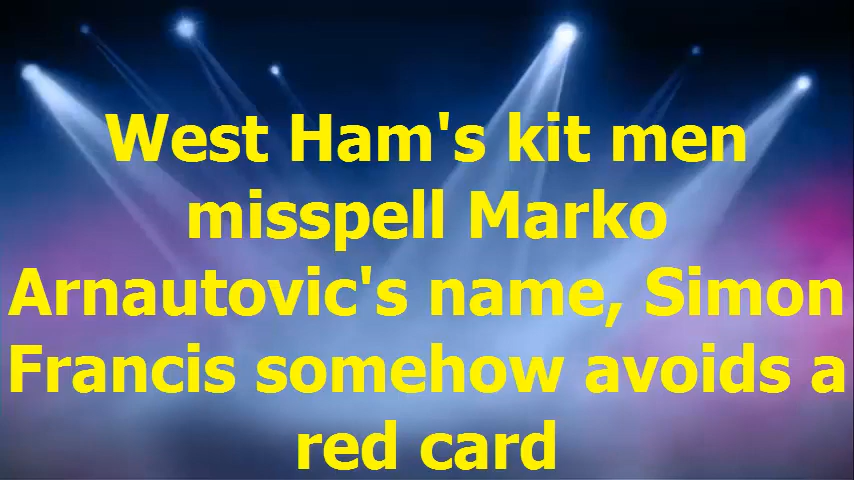 West Ham's kit men
misspell Marko
Arnautovic's name, Simon
Francis somehow avoids a
red card